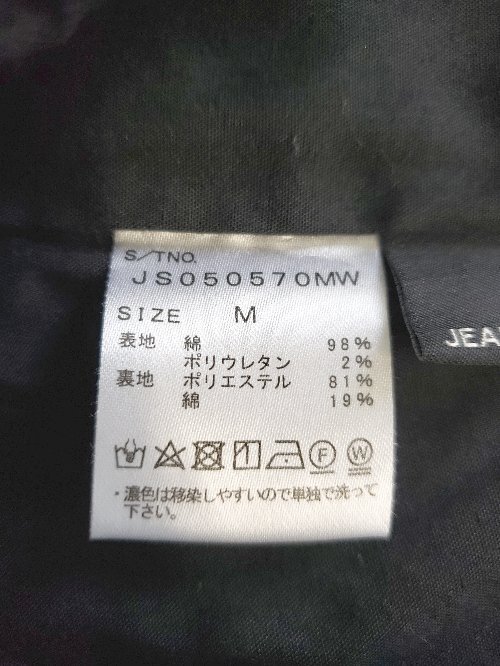 S/TNO.
JS050570MW
SIZE M
表地 綿 98%
ポリウレタン 2%
裏地 ポリエステル 81%
綿 19%
F W
・濃色は移染しやすいので単独で洗って
下さい。
JEA